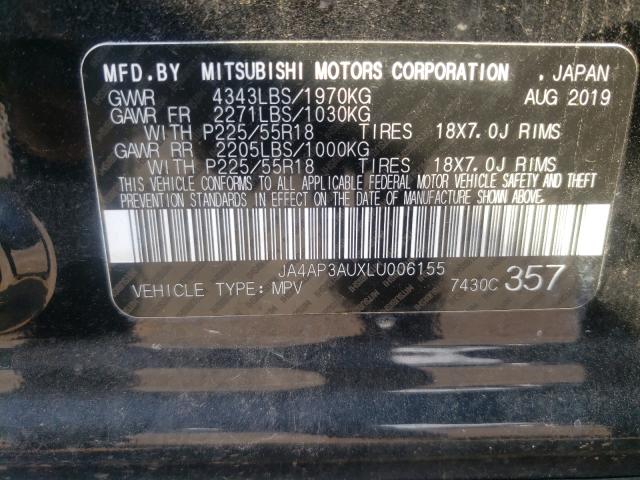 MFD.BY MITSUBISHI MOTORS CORPORATION . JAPAN
GVWR 4343LBS/1970KG AUG 2019
GAWR FR 2271LBS/1030KG
WITH P225/55R18 TIRES 18X7.0J RIMS
GAWR RR 2205LBS/1000KG
WITH P225/55R18 TIRES 18X7.0J RIMS
THIS VEHICLE CONFORMS TO ALL APPLICABLE FEDERAL MOTOR VEHICLE SAFETY AND THEFT
PREVENTION STANDARDS IN EFFECT ON THE DATE OF MANUFACTURE SHOWN ABOVE.
JA4AP3AUXLU006155
VEHICLE TYPE: MPV 7430C 357